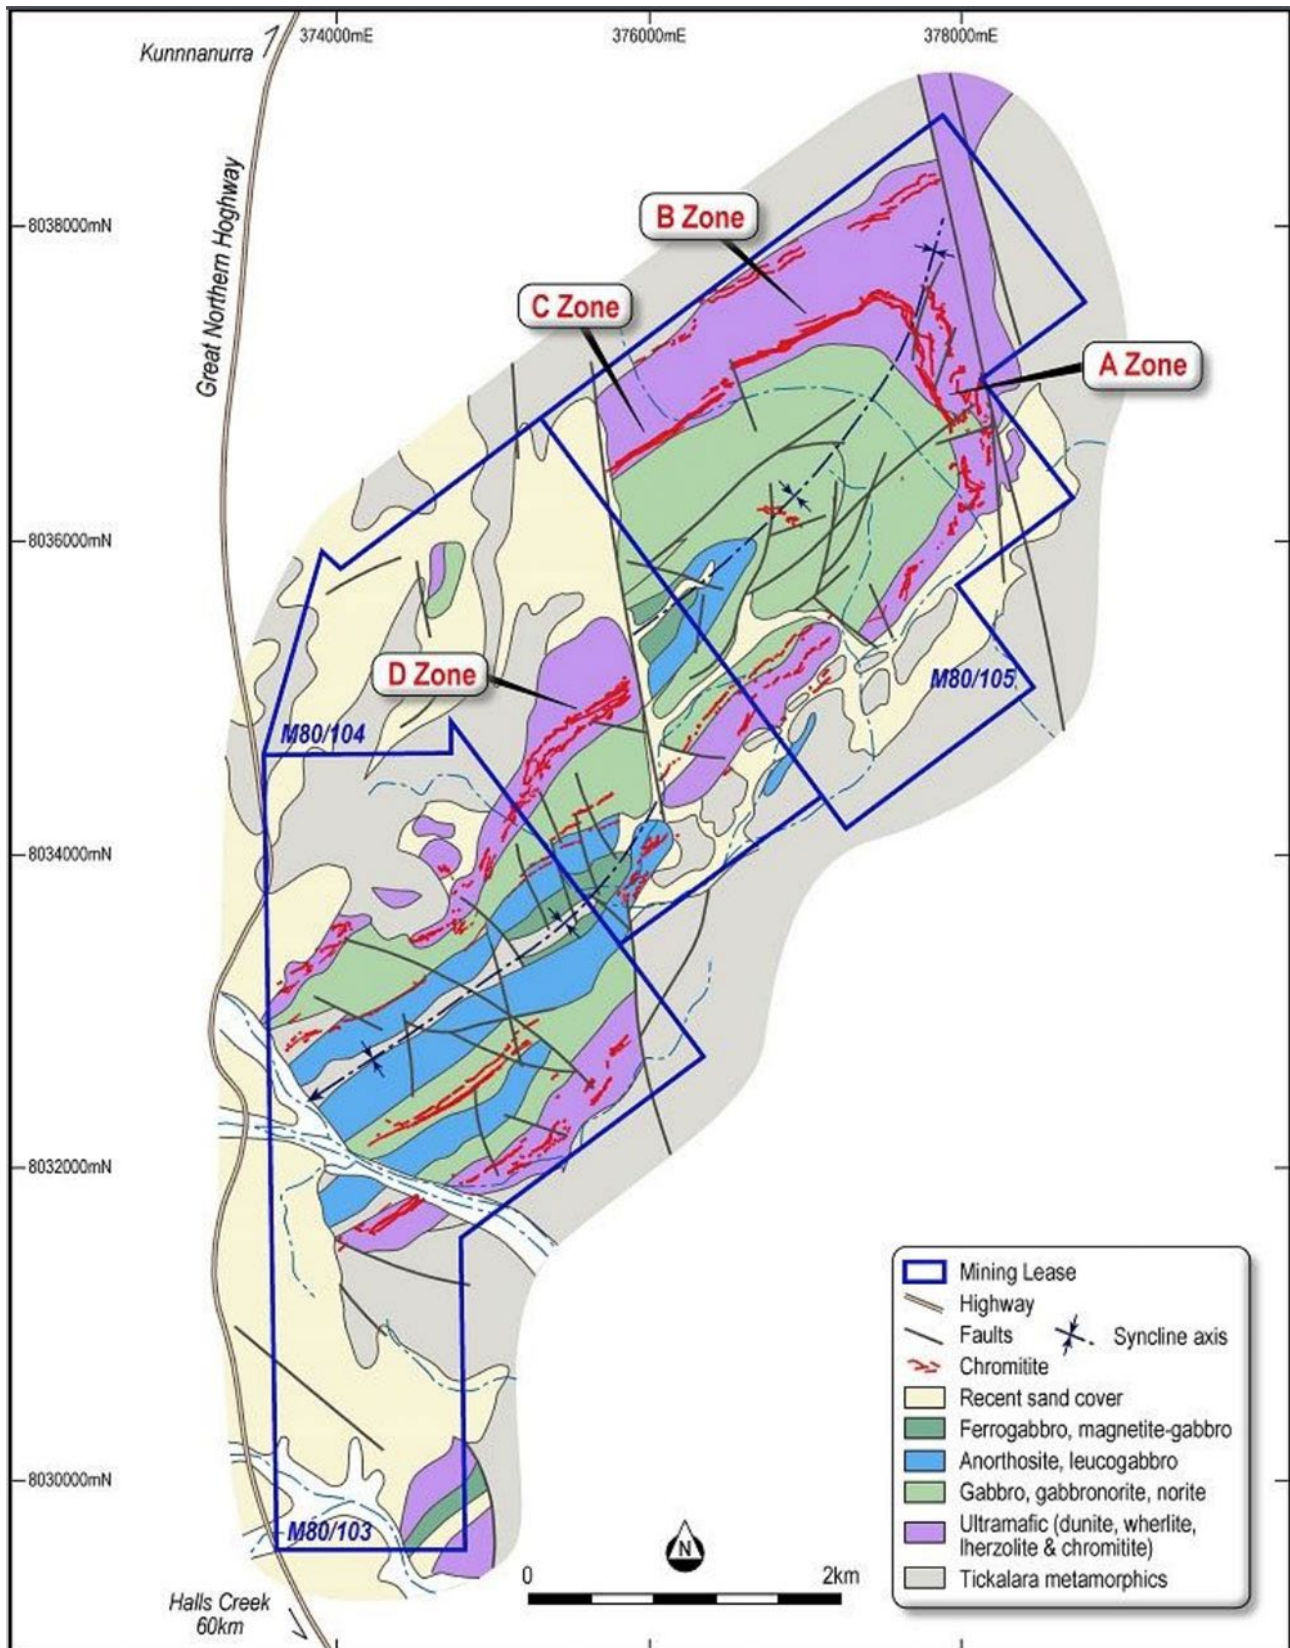 374000mE
376000mE
378000mE
Kunnnanurra
Great Northern Hoghway
8038000mN
B Zone
C Zone
A Zone
8036000mN
D Zone
M80/105
M80/104
8034000mN
8032000mN
8030000mN
M80/103
Halls Creek
60km
N
0
2km
Mining Lease
Highway
Faults
Syncline axis
Chromitite
Recent sand cover
Ferrogabbro, magnetite-gabbro
Anorthosite, leucogabbro
Gabbro, gabbronorite, norite
Ultramafic (dunite, wherlite,
lherzolite & chromitite)
Tickalara metamorphics